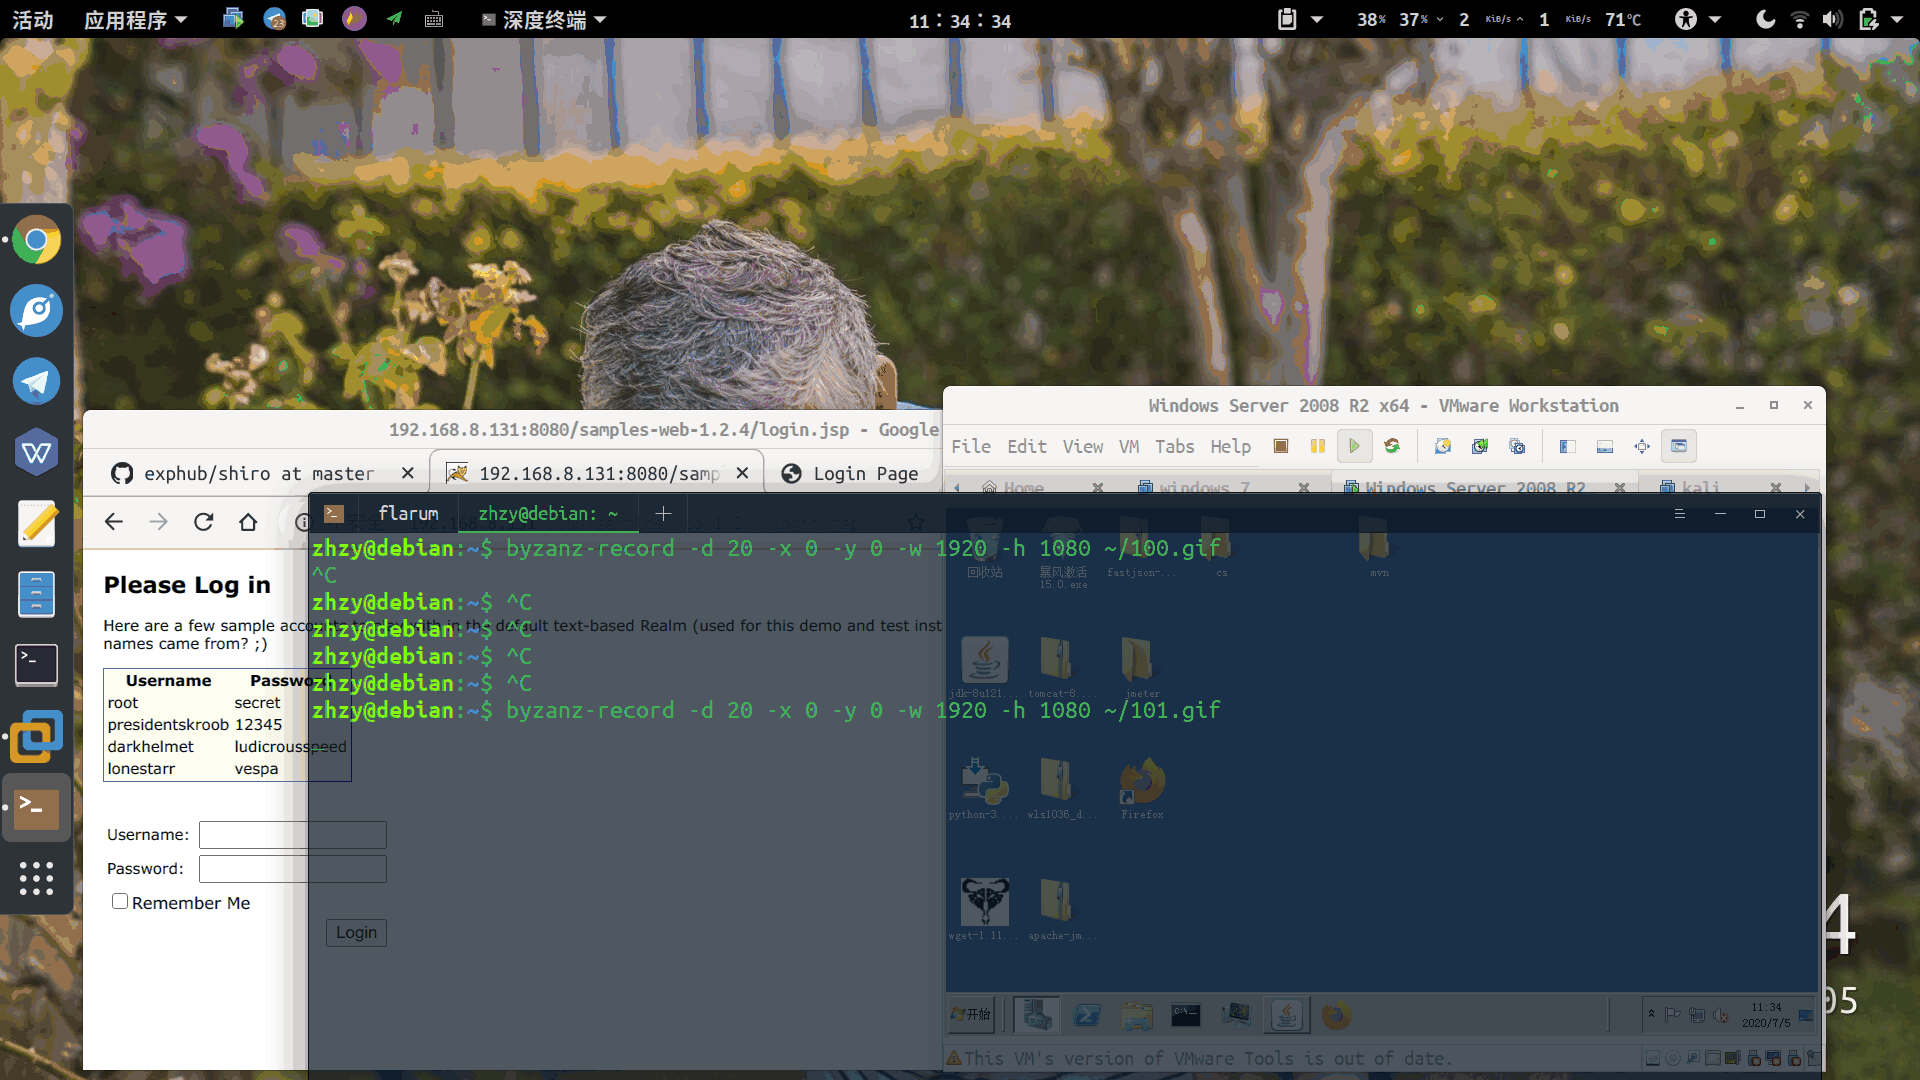 活动 应用程序 23 深度终端 11：34：34 38% 37% 2 KiB/s 1 KiB/s 71℃
192.168.8.131:8080/samples-web-1.2.4/login.jsp - Google
exphub/shiro at master
192.168.8.131:8080/samp
Login Page
Please Log in
Here are a few sample
default text-based Realm (used for this demo and test inst
names came from? ;)
Username Passwo
root secret
presidentskroob 12345
darkhelmet ludicrousspeed
lonestarr vespa
Username:
Password:
Remember Me
Login
Windows Server 2008 R2 x64 - VMware Workstation
File Edit View VM Tabs Help
Home windows 7 Windows Server 2008 R2 kali
flarum zhzy@debian: ~
zhzy@debian:~$ byzanz-record -d 20 -x 0 -y 0 -w 1920 -h 1080 ~/100.gif
^C
zhzy@debian:~$ ^C
zhzy@debian:~$ ^C
zhzy@debian:~$ ^C
zhzy@debian:~$ ^C
zhzy@debian:~$ byzanz-record -d 20 -x 0 -y 0 -w 1920 -h 1080 ~/101.gif
回收站
暴风激活
15.0.exe
fastjson-...
cs
mvn
jdk-8u121...
tomcat-8....
jmeter
python-3....
wls1036_d...
Firefox
wget-1.11...
apache-jm...
开始
11:34
2020/7/5
This VM's version of VMware Tools is out of date.
4
05